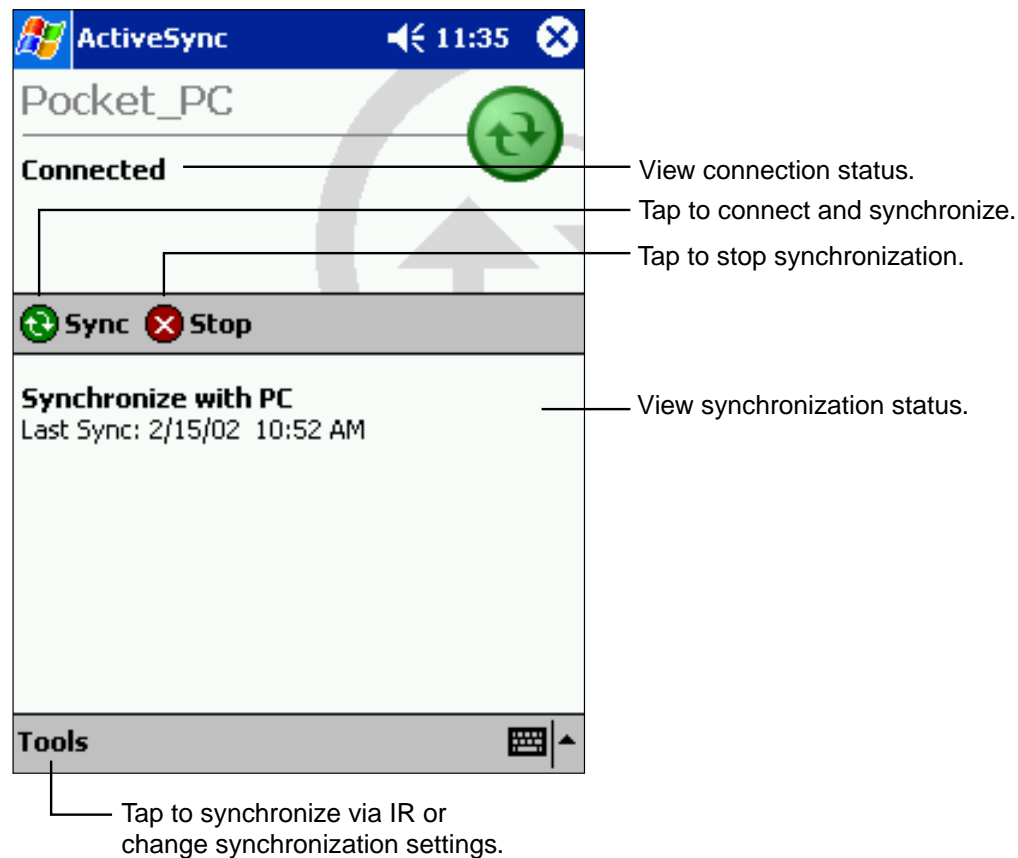 ActiveSync 11:35
Pocket_PC
Connected
View connection status.
Tap to connect and synchronize.
Tap to stop synchronization.
Sync Stop
Synchronize with PC
Last Sync: 2/15/02 10:52 AM
View synchronization status.
Tools
Tap to synchronize via IR or
change synchronization settings.